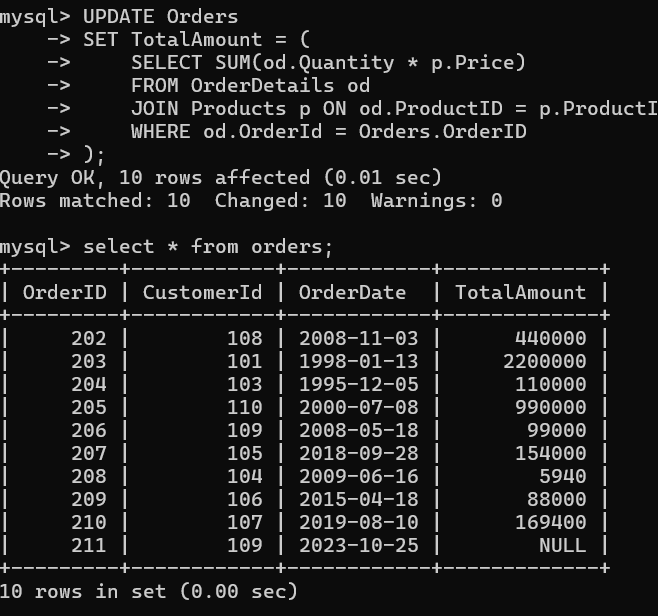 mysql> UPDATE Orders
    -> SET TotalAmount = (
    ->     SELECT SUM(od.Quantity * p.Price)
    ->     FROM OrderDetails od
    ->     JOIN Products p ON od.ProductID = p.ProductI
    ->     WHERE od.OrderId = Orders.OrderID
    -> );
Query OK, 10 rows affected (0.01 sec)
Rows matched: 10  Changed: 10  Warnings: 0

mysql> select * from orders;
+---------+------------+------------+-------------+
| OrderID | CustomerId | OrderDate  | TotalAmount |
+---------+------------+------------+-------------+
|     202 |        108 | 2008-11-03 |      440000 |
|     203 |        101 | 1998-01-13 |     2200000 |
|     204 |        103 | 1995-12-05 |      110000 |
|     205 |        110 | 2000-07-08 |      990000 |
|     206 |        109 | 2008-05-18 |       99000 |
|     207 |        105 | 2018-09-28 |      154000 |
|     208 |        104 | 2009-06-16 |        5940 |
|     209 |        106 | 2015-04-18 |       88000 |
|     210 |        107 | 2019-08-10 |      169400 |
|     211 |        109 | 2023-10-25 |        NULL |
+---------+------------+------------+-------------+
10 rows in set (0.00 sec)